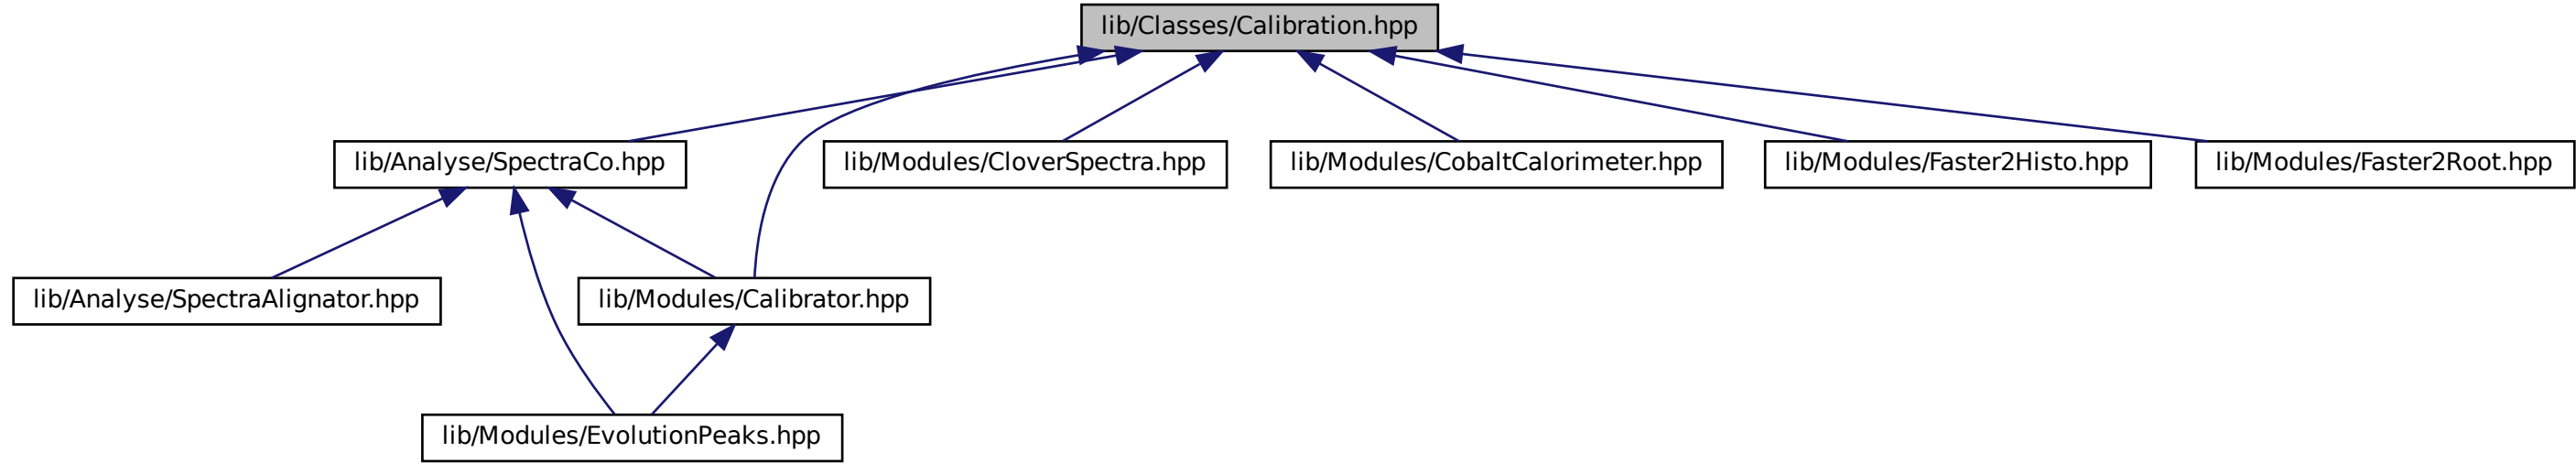 lib/Classes/Calibration.hpp
lib/Analyse/SpectraCo.hpp
lib/Modules/CloverSpectra.hpp
lib/Modules/CobaltCalorimeter.hpp
lib/Modules/Faster2Histo.hpp
lib/Modules/Faster2Root.hpp
lib/Analyse/SpectraAlignator.hpp
lib/Modules/Calibrator.hpp
lib/Modules/EvolutionPeaks.hpp